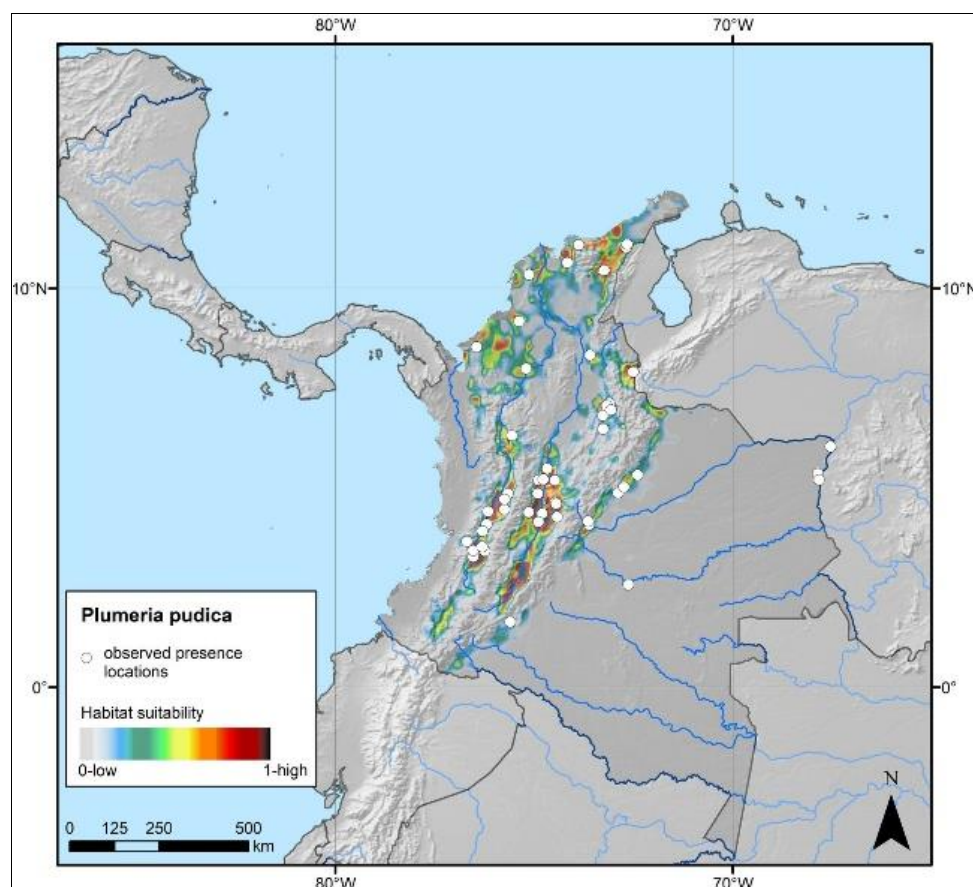 80°W 70°W
10°N 10°N
Plumeria pudica
observed presence
locations
Habitat suitability
0-low 1-high
0° 0°
N
0 125 250 500
km
80°W 70°W